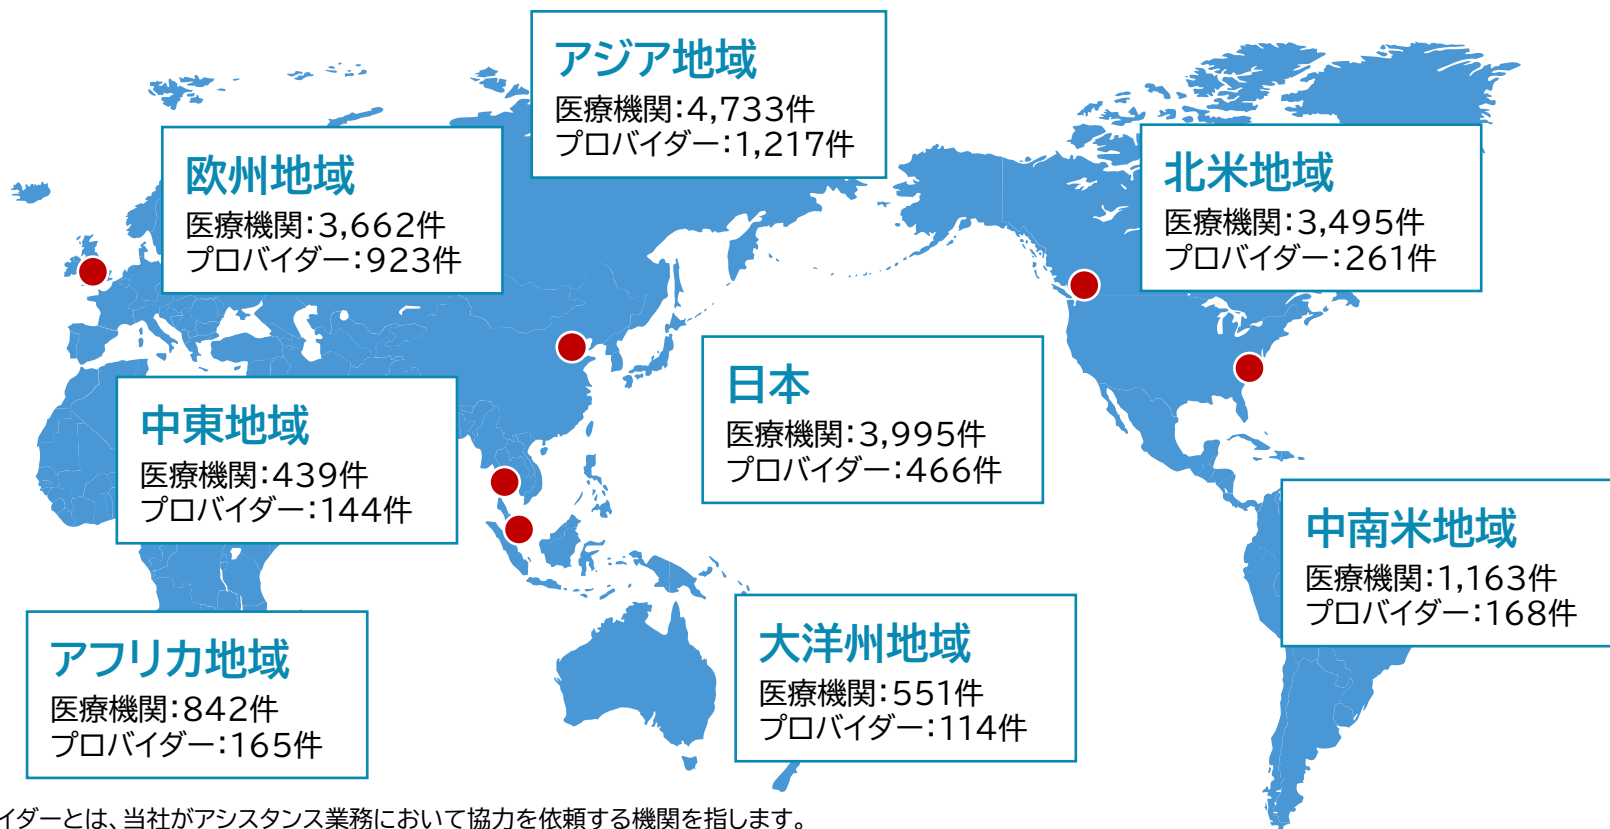 アジア地域
医療機関：4,733件
プロバイダー：1,217件
欧州地域
医療機関：3,662件
プロバイダー：923件
北米地域
医療機関：3,495件
プロバイダー：261件
日本
医療機関：3,995件
プロバイダー：466件
中東地域
医療機関：439件
プロバイダー：144件
中南米地域
医療機関：1,163件
プロバイダー：168件
アフリカ地域
医療機関：842件
プロバイダー：165件
大洋州地域
医療機関：551件
プロバイダー：114件
イダーとは、当社がアシスタンス業務において協力を依頼する機関を指します。